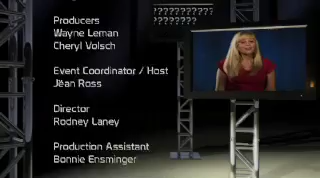 Producers
Wayne Leman
Cheryl Volsch
Event Coordinator / Host
Jean Ross
Director
Rodney Laney
Production Assistant
Bonnie Ensminger
????????????
????????